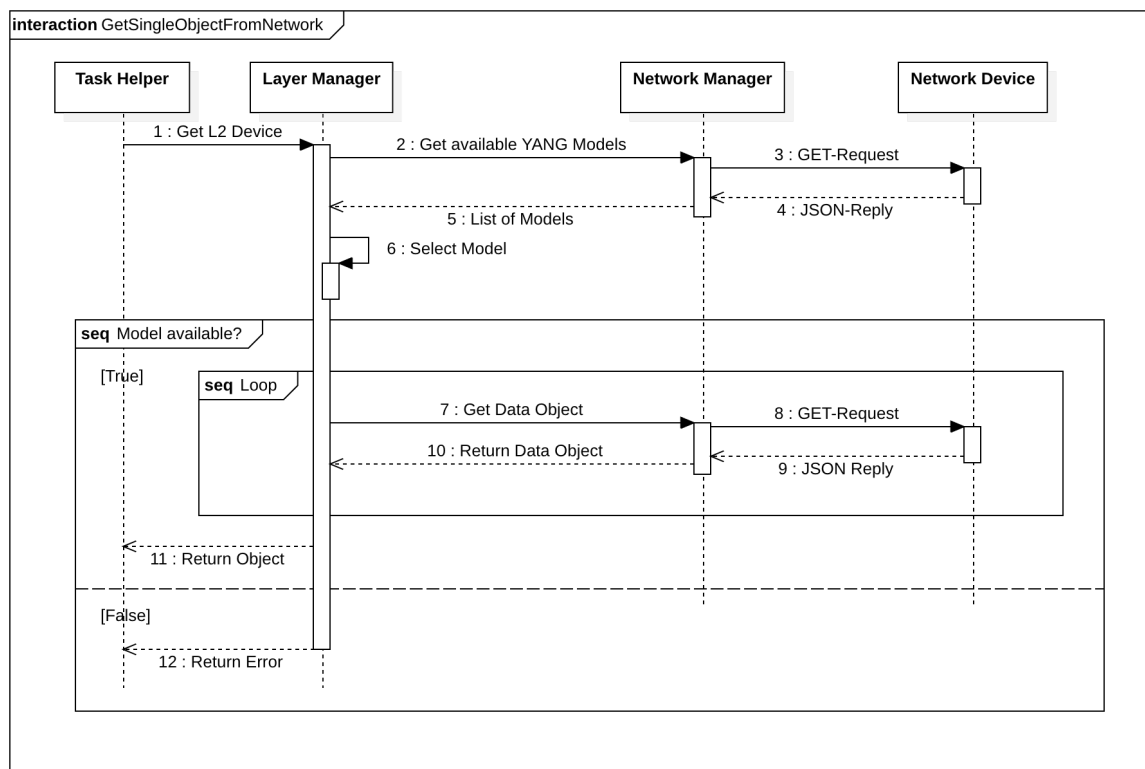 interaction GetSingleObjectFromNetwork
Task Helper
Layer Manager
Network Manager
Network Device
1 : Get L2 Device
2 : Get available YANG Models
3 : GET-Request
4 : JSON-Reply
5 : List of Models
6 : Select Model
seq Model available?
[True]
seq Loop
7 : Get Data Object
8 : GET-Request
9 : JSON Reply
10 : Return Data Object
11 : Return Object
[False]
12 : Return Error